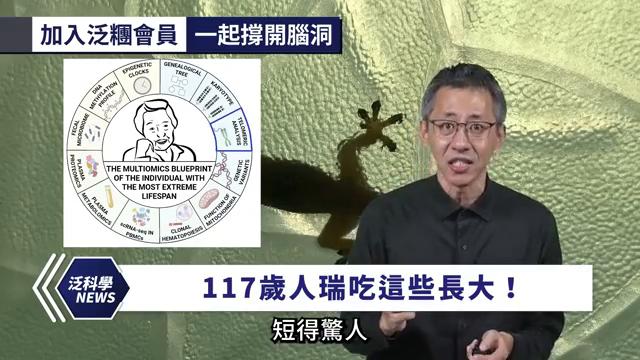 加入泛糰會員 一起撐開腦洞
EPIGENETIC CLOCKS
GENEALOGICAL TREE
KARYOTYPE
TELOMERIC ANALYSIS
GENETIC VARIANTS
FUNCTION OF MITOCHONDRIA
CLONAL HEMATOPOIESIS
scRNA-seq IN PBMCs
PLASMA METABOLOMICS
PLASMA PROTEOMICS
FECAL MICROBIOME
DNA METHYLATION PROFILE
THE MULTIOMICS BLUEPRINT
OF THE INDIVIDUAL WITH
THE MOST EXTREME
LIFESPAN
泛科學
NEWS
117歲人瑞吃這些長大！
短得驚人